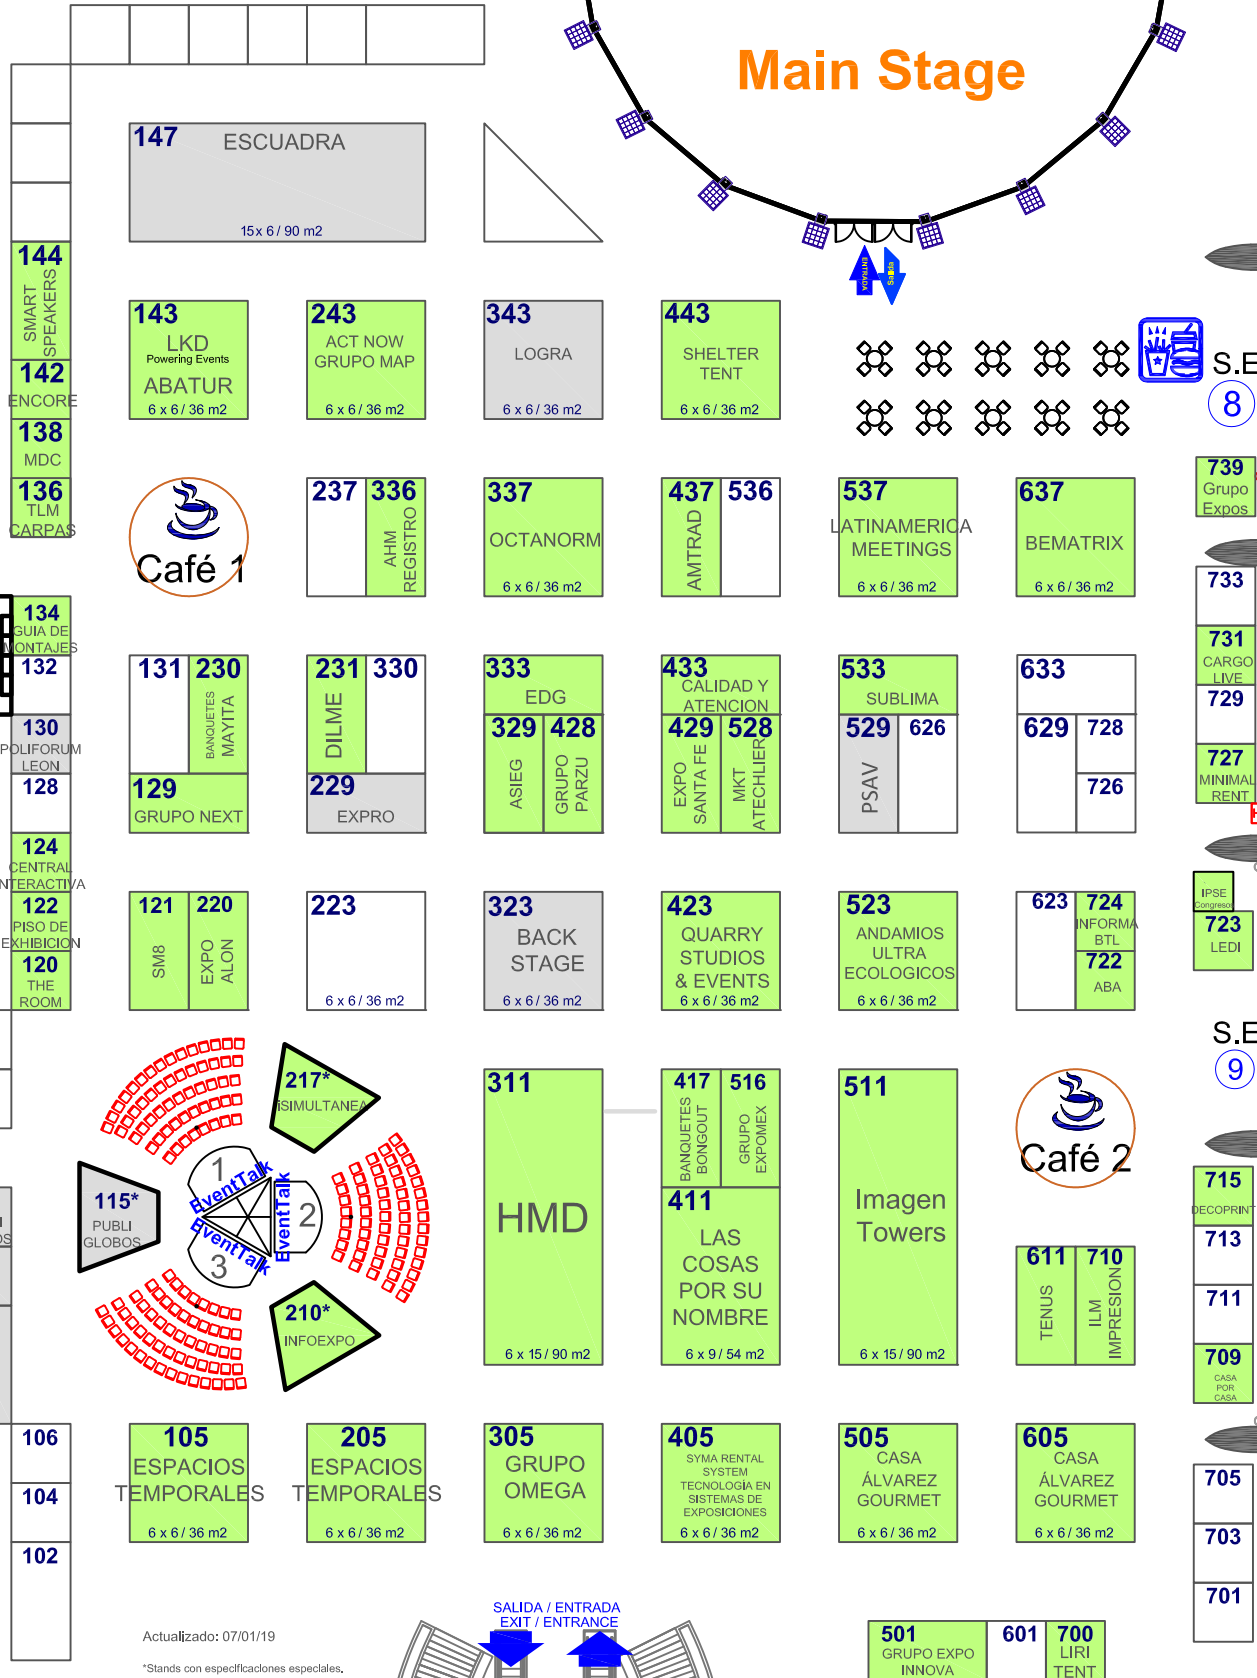 Main Stage
147
ESCUADRA
15x 6 / 90 m2
ENTRADA
Salida
144
SMART
SPEAKERS
143
LKD
Powering Events
ABATUR
6 x 6 / 36 m2
243
ACT NOW
GRUPO MAP
6 x 6 / 36 m2
343
LOGRA
6 x 6 / 36 m2
443
SHELTER
TENT
6 x 6 / 36 m2
S.E
8
142
ENCORE
138
MDC
136
TLM
CARPAS
Café 1
237
336
AHM
REGISTRO
337
OCTANORM
6 x 6 / 36 m2
437
AMTRAD
536
537
LATINAMERICA
MEETINGS
6 x 6 / 36 m2
637
BEMATRIX
6 x 6 / 36 m2
739
Grupo
Expos
733
731
CARGO
LIVE
729
727
MINIMAL
RENT
134
GUIA DE
MONTAJES
132
130
POLIFORUM
LEON
128
131
230
BANQUETES
MAYITA
129
GRUPO NEXT
231
DILME
330
229
EXPRO
333
EDG
329
ASIEG
428
GRUPO
PARZU
433
CALIDAD Y
ATENCION
429
EXPO
SANTA FE
528
MKT
ATECHLIER
533
SUBLIMA
529
PSAV
626
633
629
728
726
124
CENTRAL
NTERACTIVA
122
PISO DE
EXHIBICION
120
THE
ROOM
121
SM8
220
EXPO
ALON
223
6 x 6 / 36 m2
323
BACK
STAGE
6 x 6 / 36 m2
423
QUARRY
STUDIOS
& EVENTS
6 x 6 / 36 m2
523
ANDAMIOS
ULTRA
ECOLOGICOS
6 x 6 / 36 m2
623
724
INFORMA
BTL
722
ABA
IPSE
Congresos
723
LEDI
S.E
9
217*
iSIMULTANEA
115*
PUBLI
GLOBOS
1
EventTalk
2
EventTalk
3
EventTalk
210*
INFOEXPO
311
HMD
6 x 15 / 90 m2
417
BANQUETES
BONGOUT
516
GRUPO
EXPOMEX
411
LAS
COSAS
POR SU
NOMBRE
6 x 9 / 54 m2
511
Imagen
Towers
6 x 15 / 90 m2
Café 2
611
TENUS
710
ILM
IMPRESION
715
DECOPRINT
713
711
709
CASA
POR
CASA
106
104
102
105
ESPACIOS
TEMPORALES
6 x 6 / 36 m2
205
ESPACIOS
TEMPORALES
6 x 6 / 36 m2
305
GRUPO
OMEGA
6 x 6 / 36 m2
405
SYMA RENTAL
SYSTEM
TECNOLOGÍA EN
SISTEMAS DE
EXPOSICIONES
6 x 6 / 36 m2
505
CASA
ÁLVAREZ
GOURMET
6 x 6 / 36 m2
605
CASA
ÁLVAREZ
GOURMET
6 x 6 / 36 m2
705
703
701
SALIDA / ENTRADA
EXIT / ENTRANCE
Actualizado: 07/01/19
*Stands con especificaciones especiales.
501
GRUPO EXPO
INNOVA
601
700
LIRI
TENT